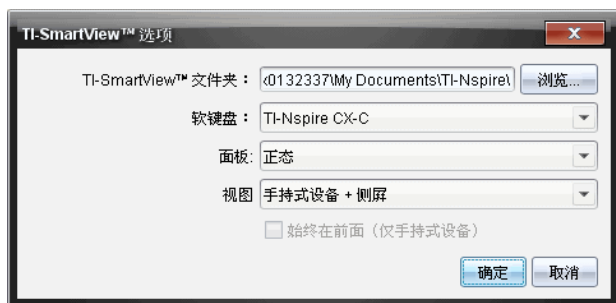 TI-SmartView™ 选项
TI-SmartView™ 文件夹： 0132337\My Documents\TI-Nspire\ 浏览...
软键盘： TI-Nspire CX-C
面板: 正态
视图 手持式设备 + 侧屏
始终在前面（仅手持式设备）
确定 取消